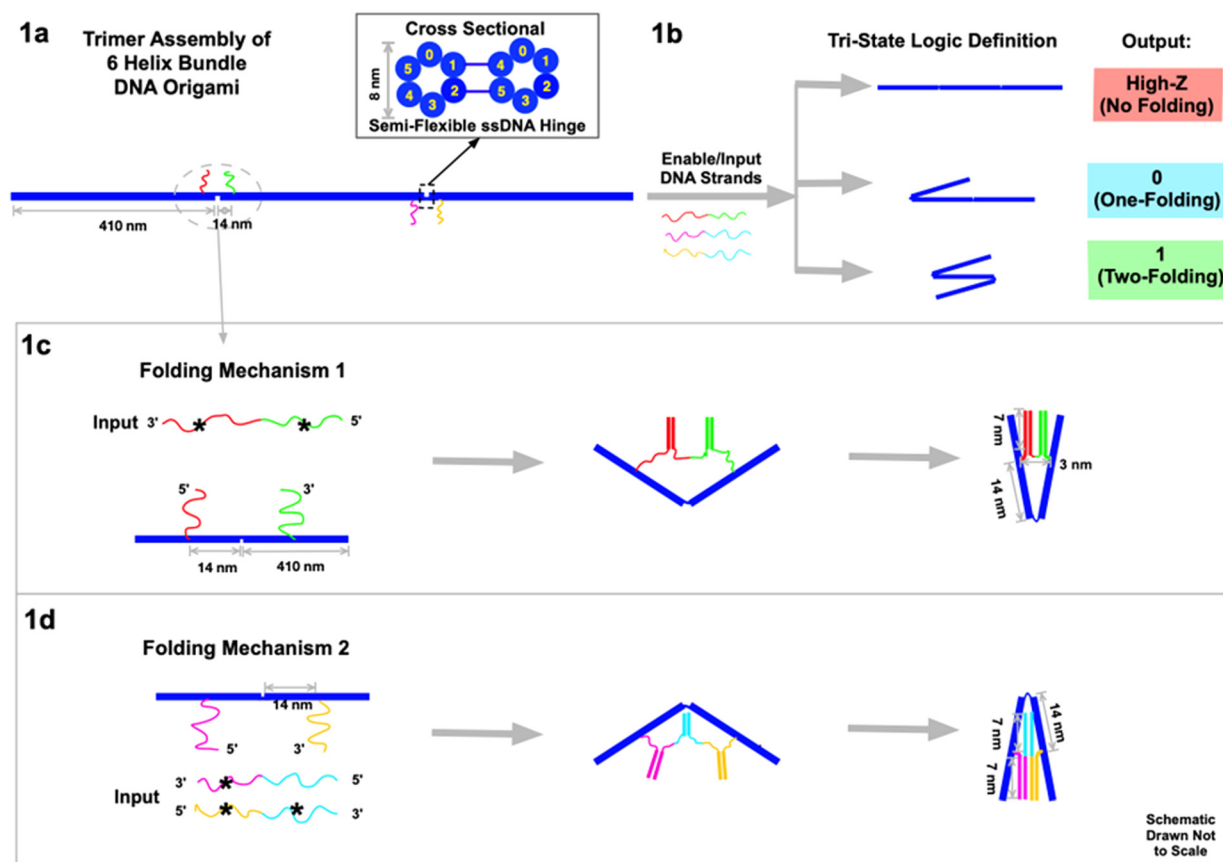 1a
Trimer Assembly of
6 Helix Bundle
DNA Origami
Cross Sectional
8 nm
0
5
1
4
2
3
0
4
1
5
2
3
Semi-Flexible ssDNA Hinge
410 nm
14 nm
1b
Tri-State Logic Definition
Output:
Enable/Input
DNA Strands
High-Z
(No Folding)
0
(One-Folding)
1
(Two-Folding)
1c
Folding Mechanism 1
Input
3'
*
*
5'
5'
3'
14 nm
410 nm
7 nm
3 nm
14 nm
1d
Folding Mechanism 2
14 nm
5'
3'
Input
3'
*
5'
5'
*
*
3'
14 nm
7 nm
7 nm
Schematic
Drawn Not
to Scale